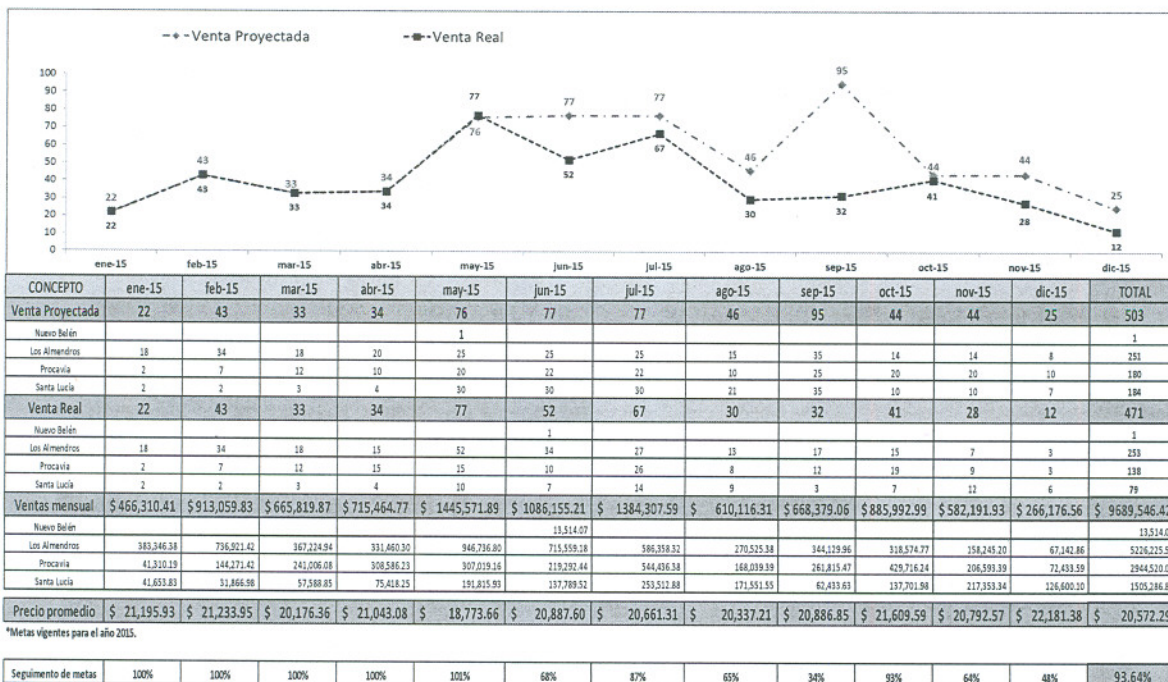 Venta Proyectada Venta Real
100
90
80
70
60
50
40
30
20
10
0
22 43 33 34 76 77 77 46 95 44 44 25
22 43 33 34 77 52 67 30 32 41 28 12
ene-15 feb-15 mar-15 abr-15 may-15 jun-15 jul-15 ago-15 sep-15 oct-15 nov-15 dic-15
CONCEPTO ene-15 feb-15 mar-15 abr-15 may-15 jun-15 jul-15 ago-15 sep-15 oct-15 nov-15 dic-15 TOTAL
Venta Proyectada 22 43 33 34 76 77 77 46 95 44 44 25 503
Nuevo Belén 1 1
Los Almendros 18 34 18 20 25 25 25 15 35 14 14 8 251
Procavia 2 7 12 10 20 22 22 10 25 20 20 10 180
Santa Lucía 2 2 3 4 30 30 30 21 35 10 10 7 184
Venta Real 22 43 33 34 77 52 67 30 32 41 28 12 471
Nuevo Belén 1 1
Los Almendros 18 34 18 15 52 34 27 13 17 15 7 3 253
Procavia 2 7 12 15 15 10 26 8 12 19 9 3 138
Santa Lucía 2 2 3 4 10 7 14 9 3 7 12 6 79
Ventas mensual $466,310.41 $913,059.83 $665,819.87 $715,464.77 $ 1445,571.89 $ 1086,155.21 $ 1384,307.59 $ 610,116.31 $668,379.06 $885,992.99 $582,191.93 $266,176.56 $ 9689,546.42
Nuevo Belén 13,514.07 13,514.0
Los Almendros 383,346.38 736,921.42 367,224.94 331,460.30 946,736.80 715,559.18 586,358.32 270,525.38 344,129.96 318,574.77 158,245.20 67,142.86 5226,225.5
Procavia 41,310.19 144,271.42 241,006.08 308,586.23 307,019.16 219,292.44 544,436.38 168,039.39 261,815.47 429,716.24 206,593.39 72,433.59 2944,520.0
Santa Lucía 41,653.83 31,866.98 57,588.85 75,418.25 191,815.93 137,789.52 253,512.88 171,551.55 62,433.63 137,701.98 217,353.34 126,600.10 1505,286.8
Precio promedio $ 21,195.93 $ 21,233.95 $ 20,176.36 $ 21,043.08 $ 18,773.66 $ 20,887.60 $ 20,661.31 $ 20,337.21 $ 20,886.85 $ 21,609.59 $ 20,792.57 $ 22,181.38 $ 20,572.29
*Metas vigentes para el año 2015.
Seguimento de metas 100% 100% 100% 100% 101% 68% 87% 65% 34% 93% 64% 48% 93.64%